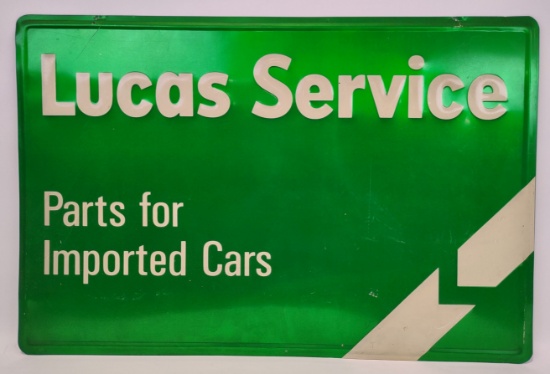 Lucas Service
Parts for
Imported Cars